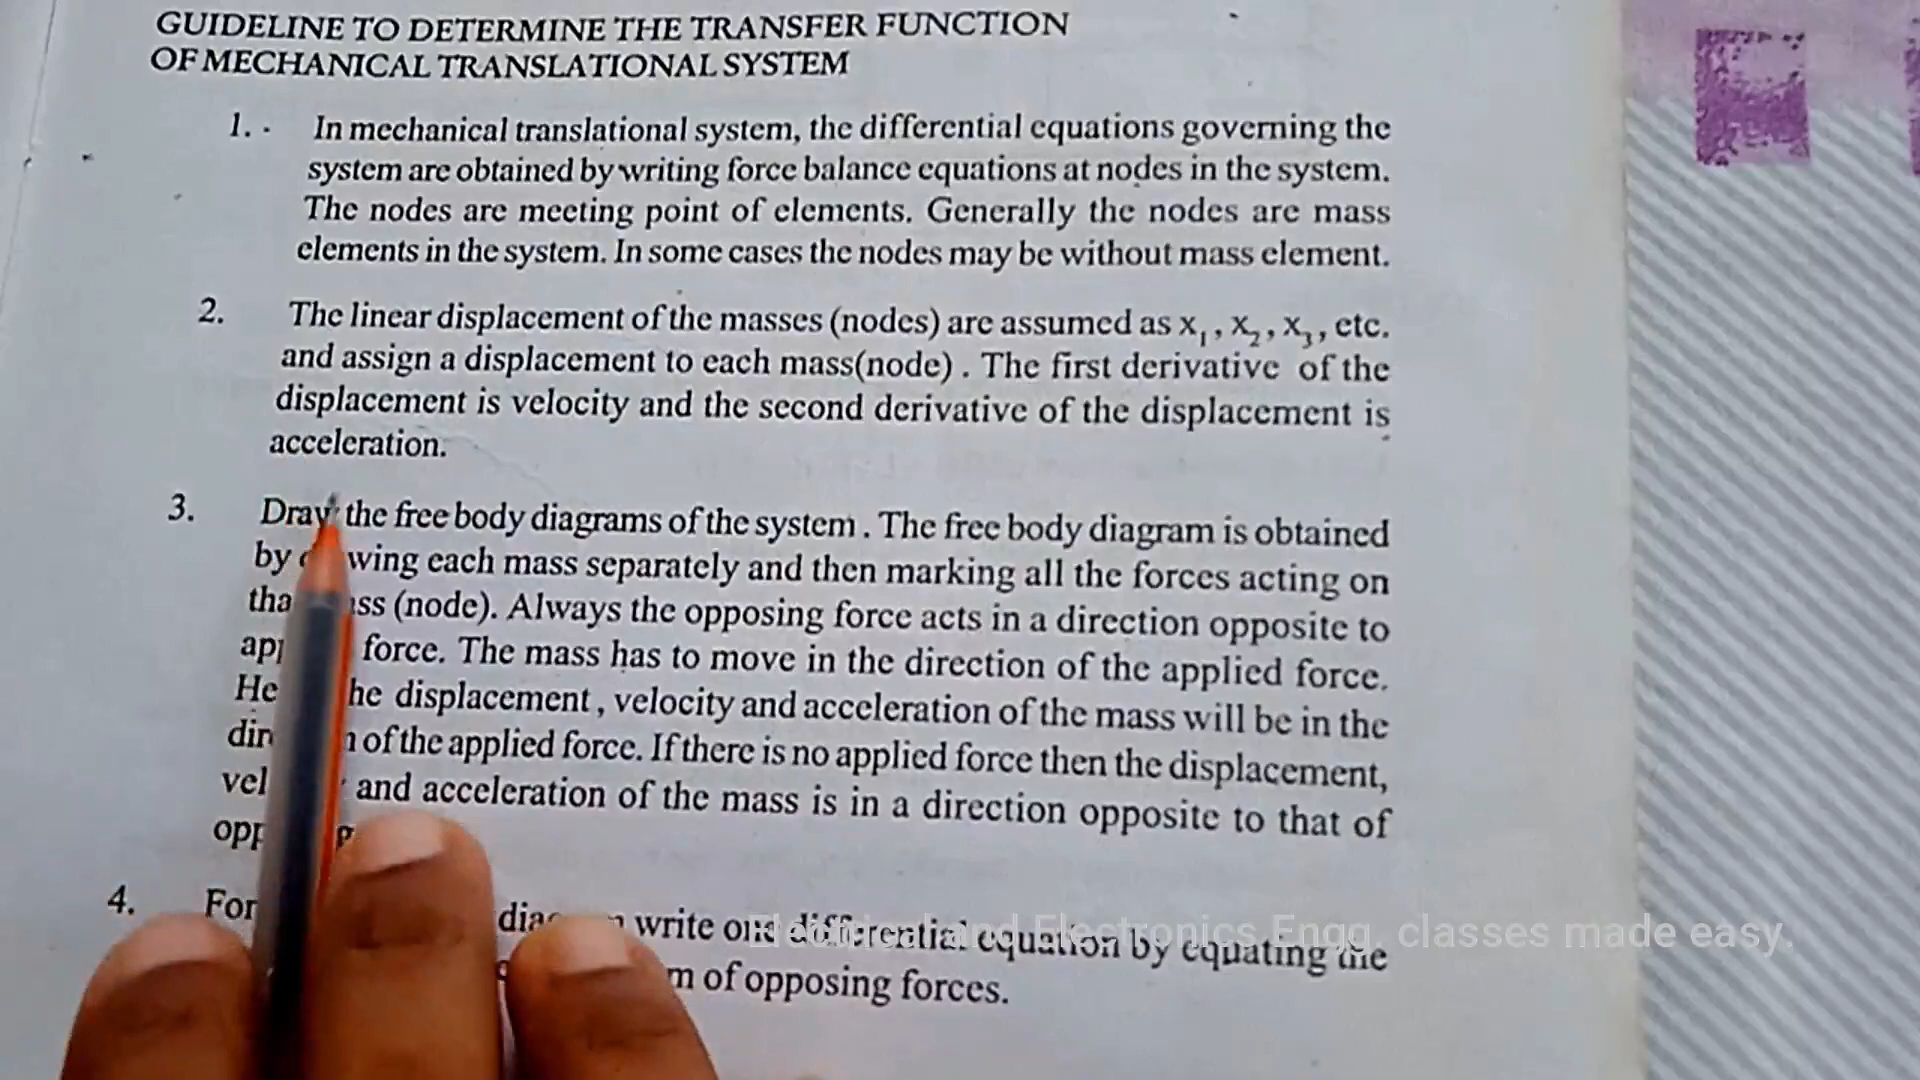 GUIDELINE TO DETERMINE THE TRANSFER FUNCTION
OF MECHANICAL TRANSLATIONAL SYSTEM
1. In mechanical translational system, the differential equations governing the
system are obtained by writing force balance equations at nodes in the system.
The nodes are meeting point of elements. Generally the nodes are mass
elements in the system. In some cases the nodes may be without mass element.
2. The linear displacement of the masses (nodes) are assumed as x₁, x₂, x₃, etc.
and assign a displacement to each mass(node) . The first derivative of the
displacement is velocity and the second derivative of the displacement is
acceleration.
3. Draw the free body diagrams of the system . The free body diagram is obtained
by wing each mass separately and then marking all the forces acting on
tha ss (node). Always the opposing force acts in a direction opposite to
app force. The mass has to move in the direction of the applied force.
He he displacement, velocity and acceleration of the mass will be in the
dir n of the applied force. If there is no applied force then the displacement,
vel and acceleration of the mass is in a direction opposite to that of
opp
4. For write one differential equation by equating the
m of opposing forces.
Electrical and Electronics Engg. classes made easy.